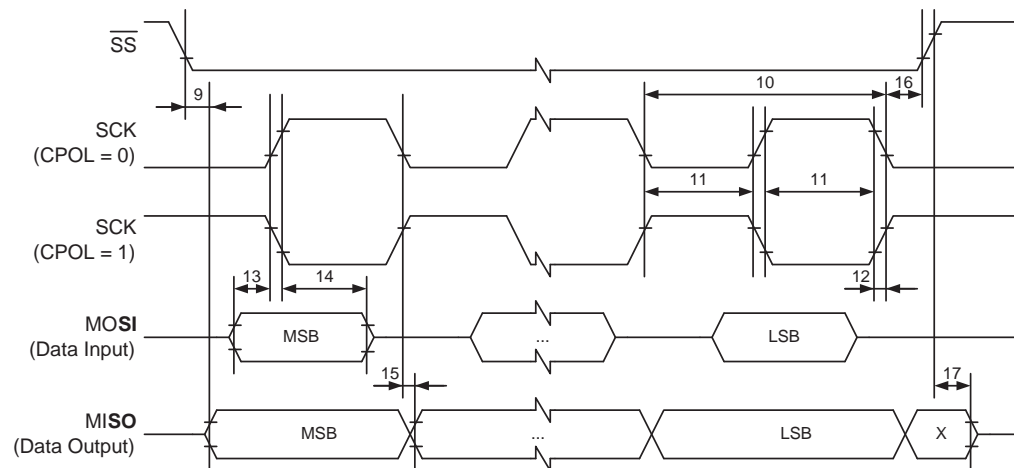 SS
10
9
16
SCK
(CPOL = 0)
11
11
SCK
(CPOL = 1)
13
14
12
MOSI
(Data Input)
MSB
...
LSB
15
17
MISO
(Data Output)
MSB
...
LSB
X